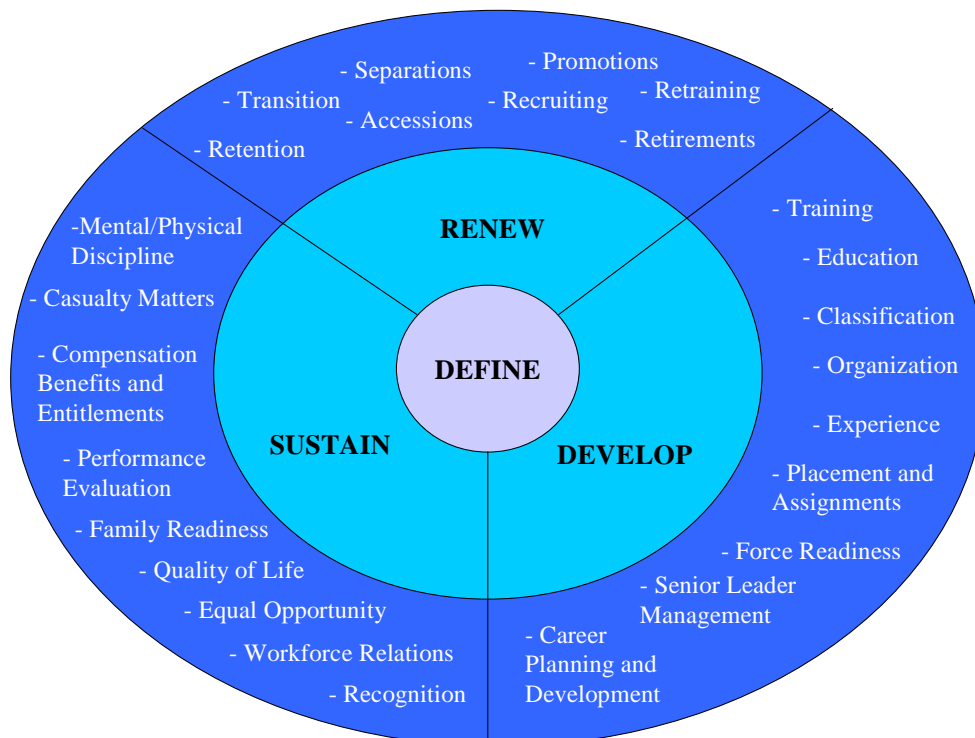 - Promotions
- Separations
- Retraining
- Transition
- Recruiting
- Accessions
- Retirements
- Retention
RENEW
-Mental/Physical
Discipline
- Casualty Matters
- Compensation
Benefits and
Entitlements
- Performance
Evaluation
- Family Readiness
- Quality of Life
- Equal Opportunity
- Workforce Relations
- Recognition
SUSTAIN
DEFINE
DEVELOP
- Training
- Education
- Classification
- Organization
- Experience
- Placement and
Assignments
- Force Readiness
- Senior Leader
Management
- Career
Planning and
Development